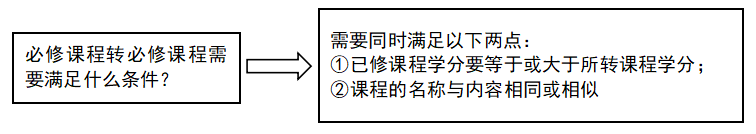 必修课程转必修课程需
要满足什么条件？
需要同时满足以下两点：
①已修课程学分要等于或大于所转课程学分；
②课程的名称与内容相同或相似